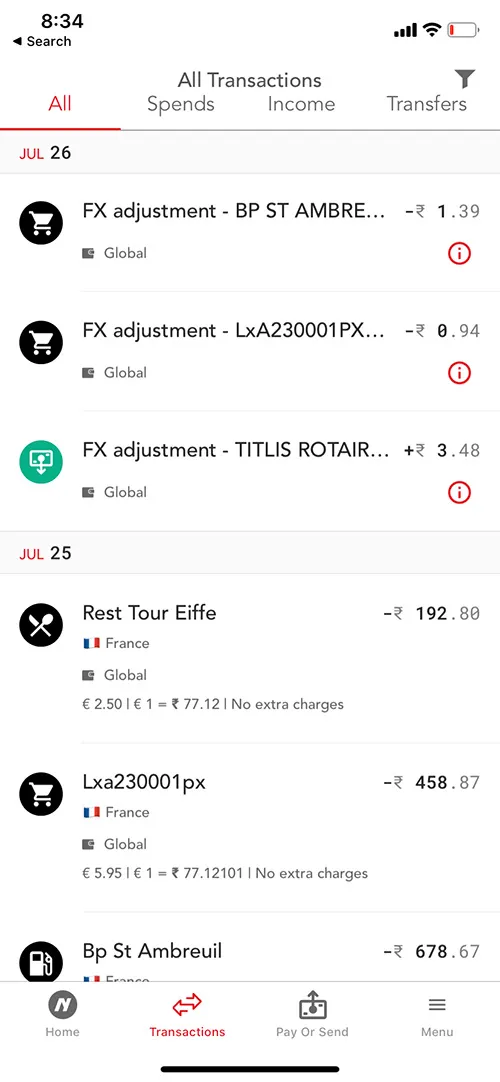 8:34
◀ Search
All Transactions
All Spends Income Transfers
JUL 26
FX adjustment - BP ST AMBRE... -₹ 1.39
Global
FX adjustment - LxA230001PX... -₹ 0.94
Global
FX adjustment - TITLIS ROTAIR... +₹ 3.48
Global
JUL 25
Rest Tour Eiffe -₹ 192.80
France
Global
€ 2.50 | € 1 = ₹ 77.12 | No extra charges
Lxa230001px -₹ 458.87
France
Global
€ 5.95 | € 1 = ₹ 77.12101 | No extra charges
Bp St Ambreuil -₹ 678.67
France
Home Transactions Pay Or Send Menu